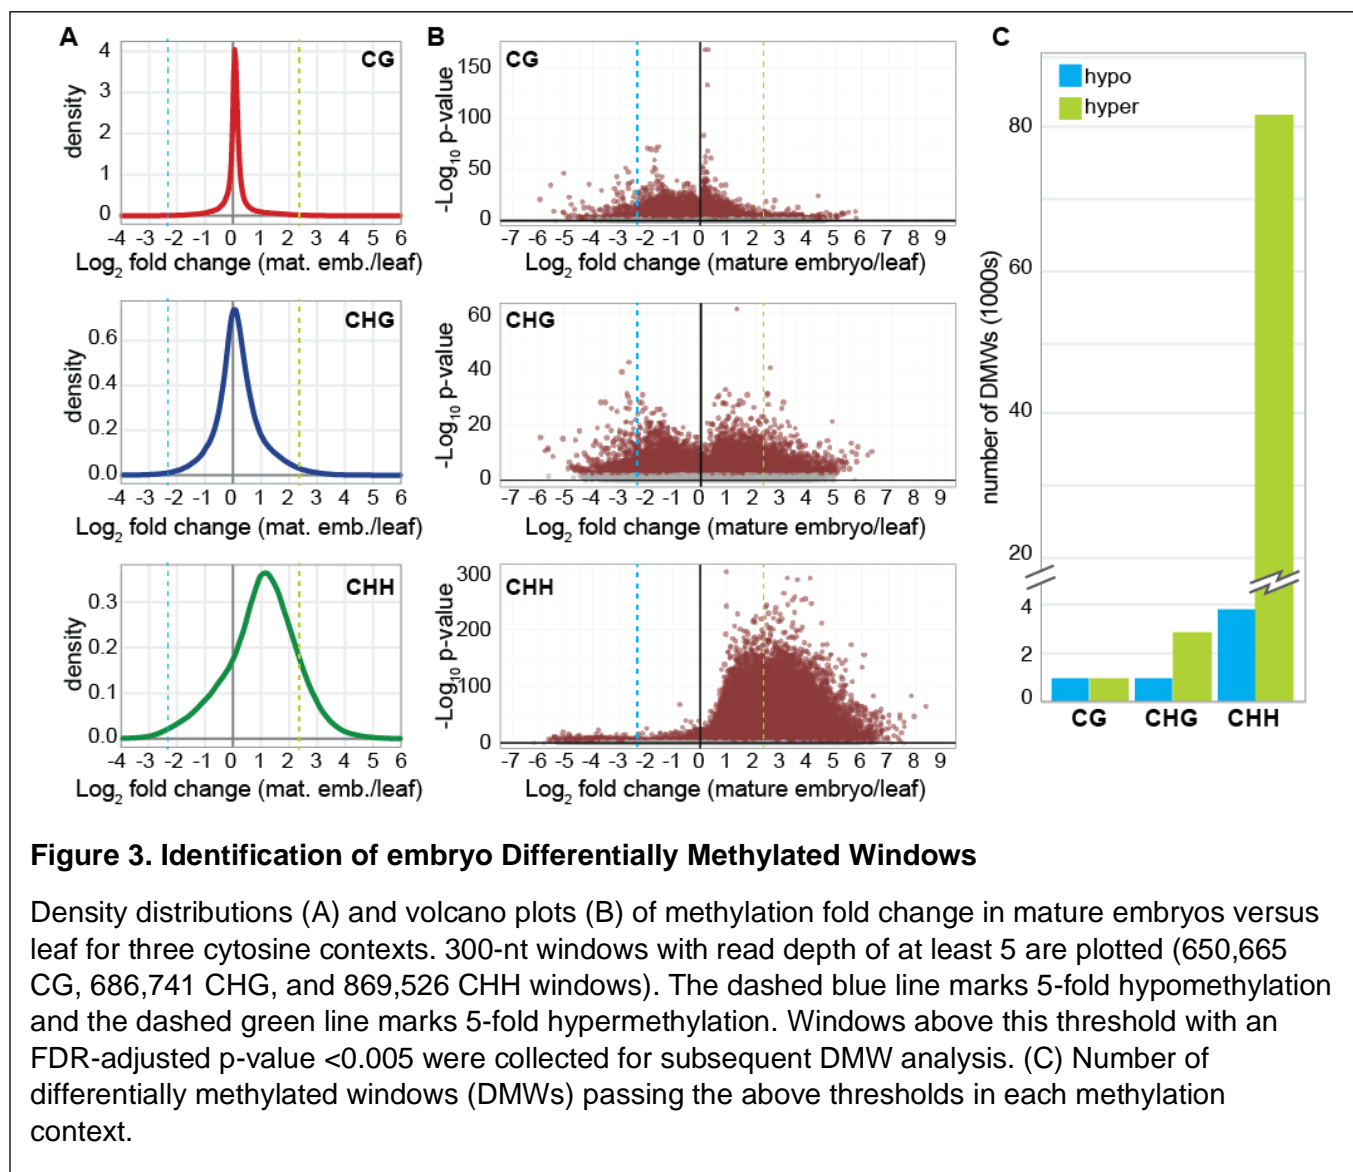 A
CG
4
3
2
1
0
density
-4 -3 -2 -1 0 1 2 3 4 5 6
Log2 fold change (mat. emb./leaf)
CHG
0.6
0.4
0.2
0.0
density
-4 -3 -2 -1 0 1 2 3 4 5 6
Log2 fold change (mat. emb./leaf)
CHH
0.3
0.2
0.1
0.0
density
-4 -3 -2 -1 0 1 2 3 4 5 6
Log2 fold change (mat. emb./leaf)
B
CG
150
100
50
0
-Log10 p-value
-7 -6 -5 -4 -3 -2 -1 0 1 2 3 4 5 6 7 8 9
Log2 fold change (mature embryo/leaf)
CHG
60
40
20
0
-Log10 p-value
-7 -6 -5 -4 -3 -2 -1 0 1 2 3 4 5 6 7 8 9
Log2 fold change (mature embryo/leaf)
CHH
300
200
100
0
-Log10 p-value
-7 -6 -5 -4 -3 -2 -1 0 1 2 3 4 5 6 7 8 9
Log2 fold change (mature embryo/leaf)
C
hypo
hyper
80
60
40
20
4
2
0
number of DMWs (1000s)
CG CHG CHH
Figure 3. Identification of embryo Differentially Methylated Windows
Density distributions (A) and volcano plots (B) of methylation fold change in mature embryos versus
leaf for three cytosine contexts. 300-nt windows with read depth of at least 5 are plotted (650,665
CG, 686,741 CHG, and 869,526 CHH windows). The dashed blue line marks 5-fold hypomethylation
and the dashed green line marks 5-fold hypermethylation. Windows above this threshold with an
FDR-adjusted p-value <0.005 were collected for subsequent DMW analysis. (C) Number of
differentially methylated windows (DMWs) passing the above thresholds in each methylation
context.